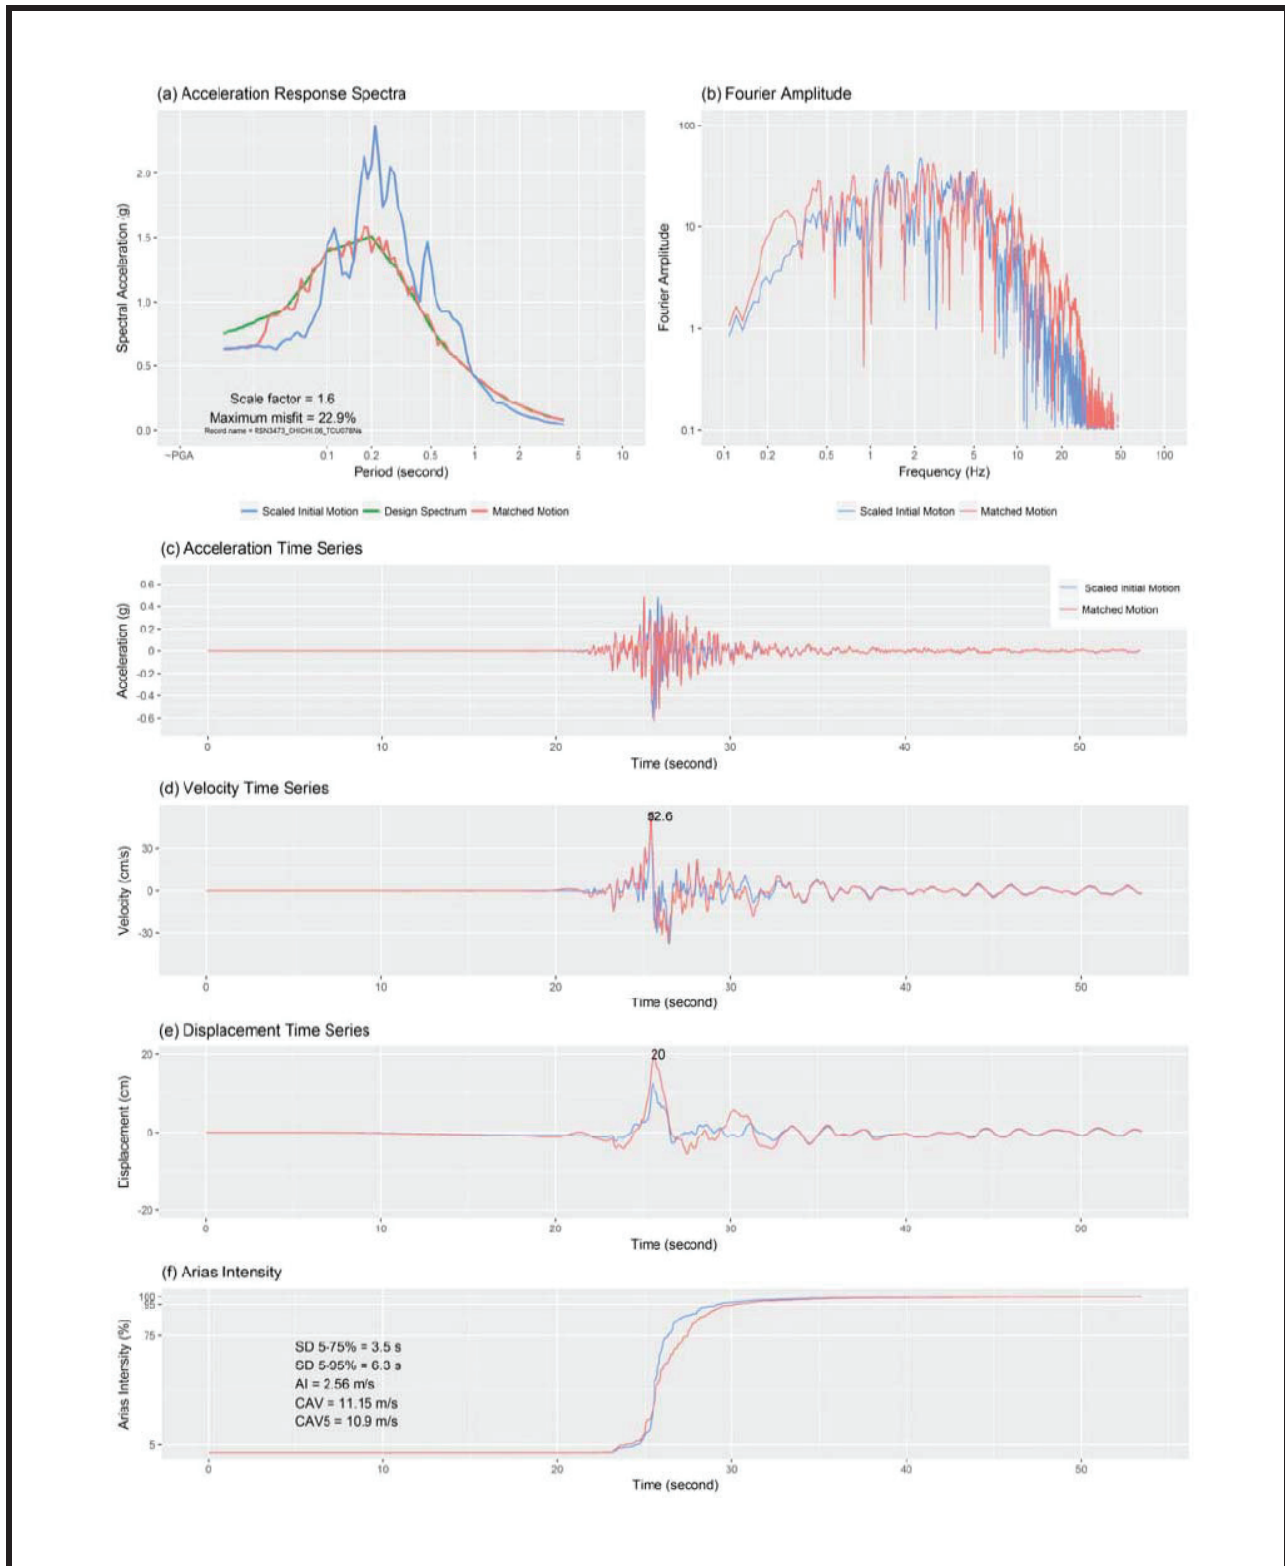 (a) Acceleration Response Spectra
Spectral Acceleration (g)
2.0
1.5
1.0
0.5
0.0
Scale factor = 1.6
Maximum misfit = 22.9%
Record name = RSN3473_CHICHI.06_TCU078Ns
~PGA 0.1 0.2 0.5 1 2 5 10
Period (second)
Scaled Initial Motion Design Spectrum Matched Motion
(b) Fourier Amplitude
Fourier Amplitude
100
10
1
0.1
0.1 0.2 0.5 1 2 5 10 20 50 100
Frequency (Hz)
Scaled Initial Motion Matched Motion
(c) Acceleration Time Series
Acceleration (g)
0.6
0.4
0.2
0
-0.2
-0.4
-0.6
Scaled Initial Motion
Matched Motion
0 10 20 30 40 50
Time (second)
(d) Velocity Time Series
Velocity (cm/s)
52.6
30
0
-30
0 10 20 30 40 50
Time (second)
(e) Displacement Time Series
Displacement (cm)
20
20
0
-20
0 10 20 30 40 50
Time (second)
(f) Arias Intensity
Arias Intensity (%)
100
95
75
5
SD 5-75% = 3.5 s
SD 5-95% = 6.3 s
AI = 2.56 m/s
CAV = 11.15 m/s
CAV5 = 10.9 m/s
0 10 20 30 40 50
Time (second)